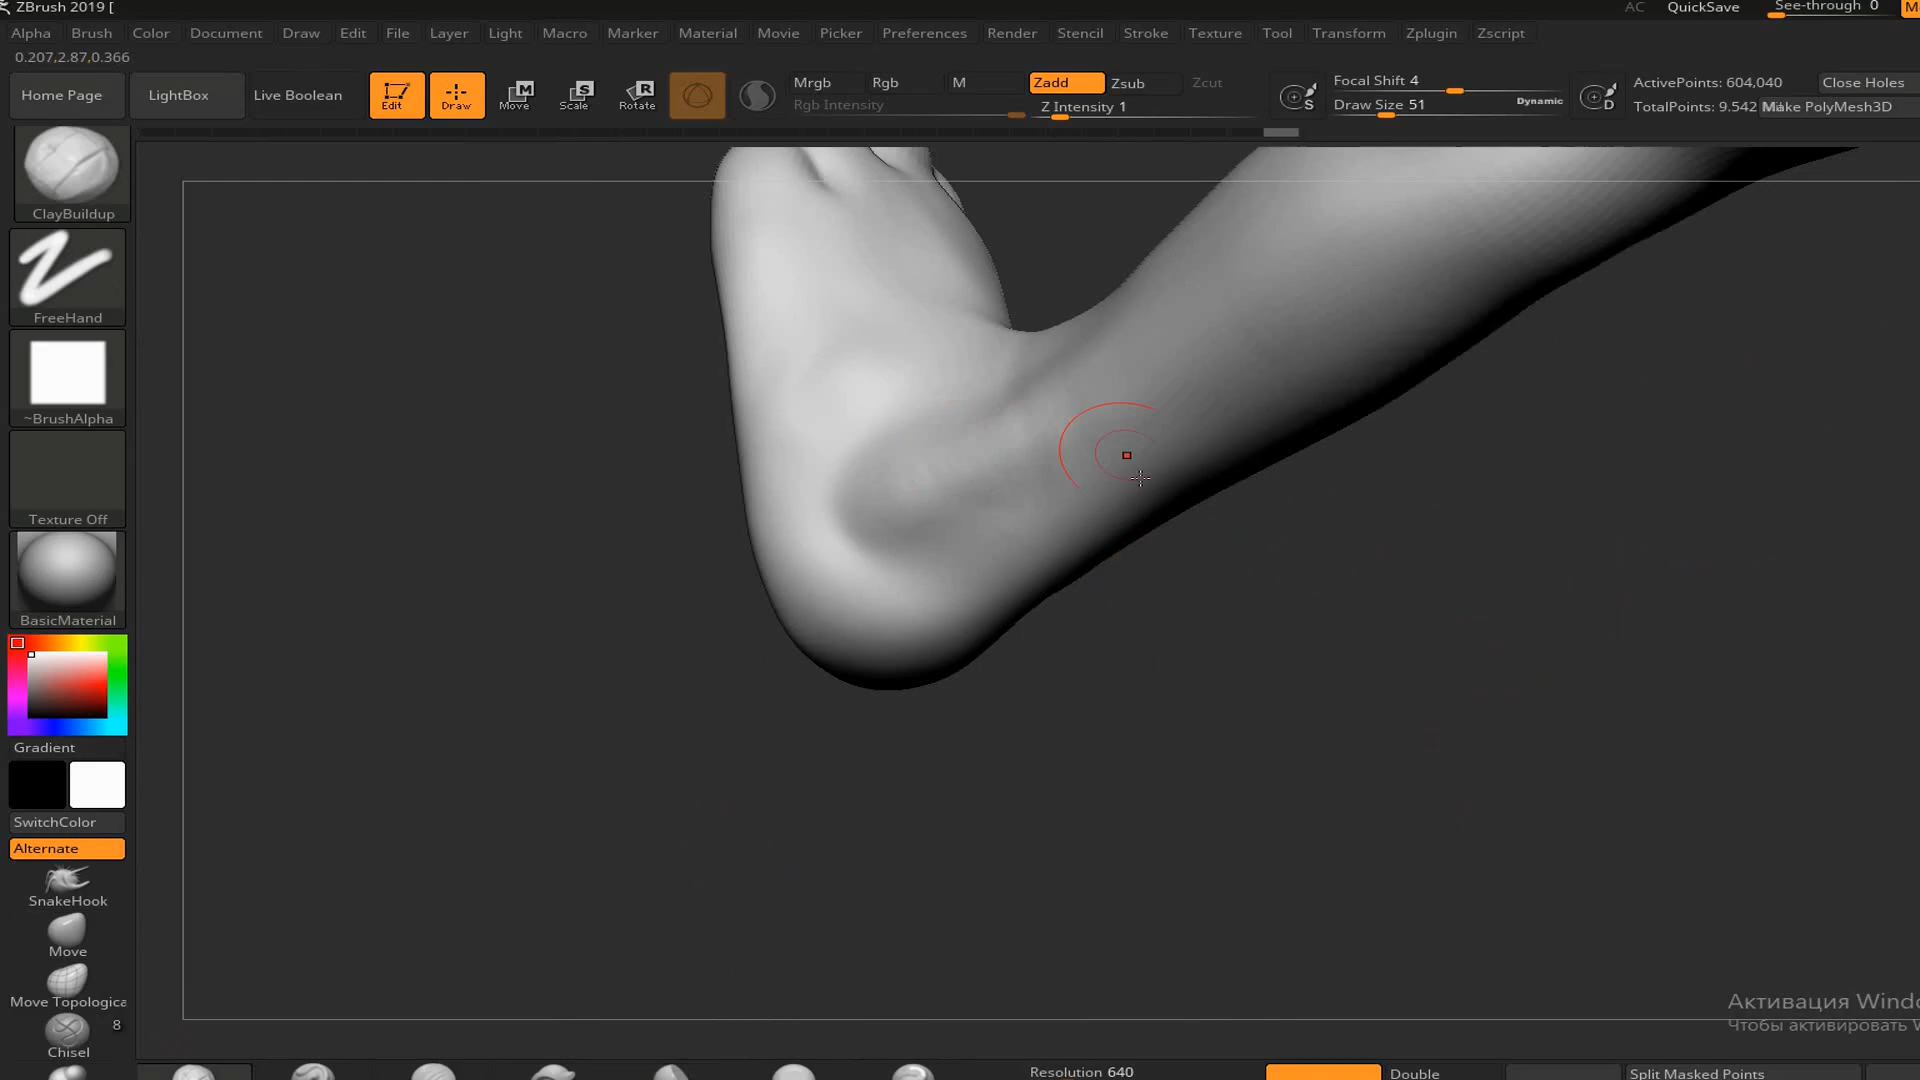 ZBrush 2019 [
AC QuickSave See-through 0
Alpha Brush Color Document Draw Edit File Layer Light Macro Marker Material Movie Picker Preferences Render Stencil Stroke Texture Tool Transform Zplugin Zscript
0.207,2.87,0.366
Home Page LightBox Live Boolean Edit Draw Move Scale Rotate
M S R
Mrgb Rgb M Zadd Zsub Zcut
Rgb Intensity Z Intensity 1
S Focal Shift 4
Draw Size 51 Dynamic
D ActivePoints: 604,040 Close Holes
TotalPoints: 9.542 Make PolyMesh3D
ClayBuildup
FreeHand
~BrushAlpha
Texture Off
BasicMaterial
Gradient
SwitchColor
Alternate
SnakeHook
Move
Move Topologica
8
Chisel
Активация Windo
Чтобы активировать
Resolution 640 Double Split Masked Points